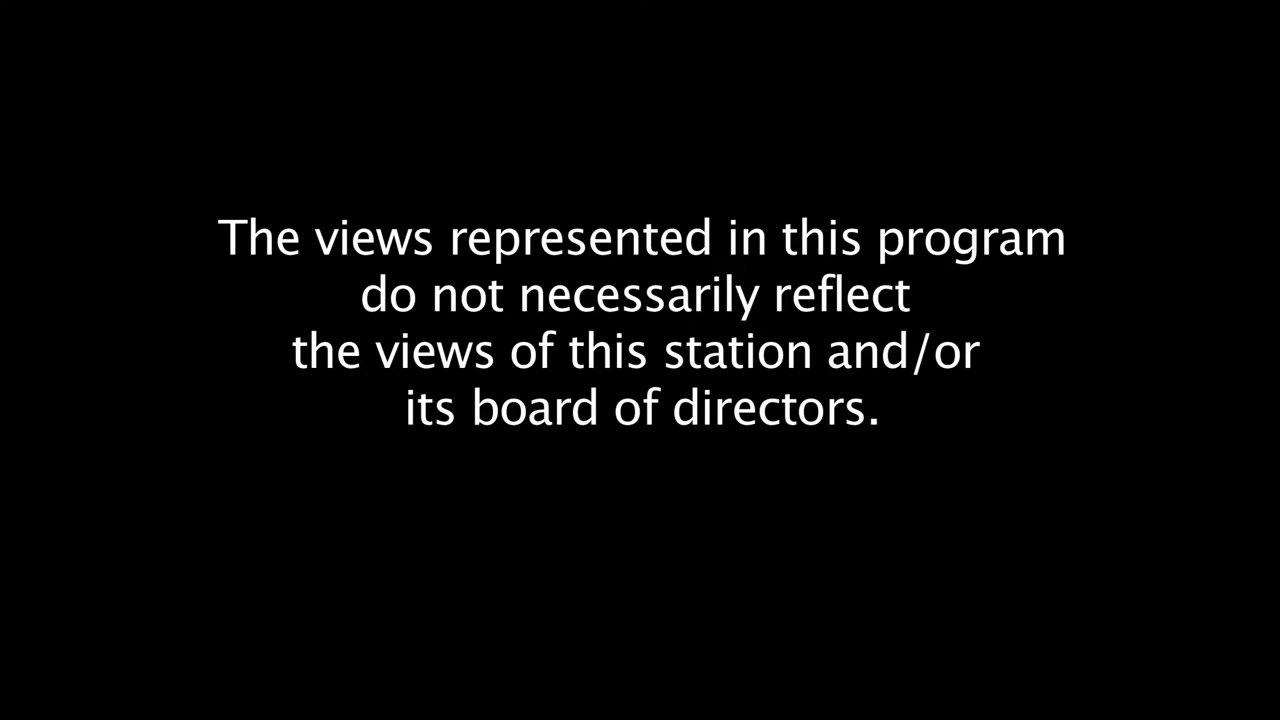 The views represented in this program
do not necessarily reflect
the views of this station and/or
its board of directors.